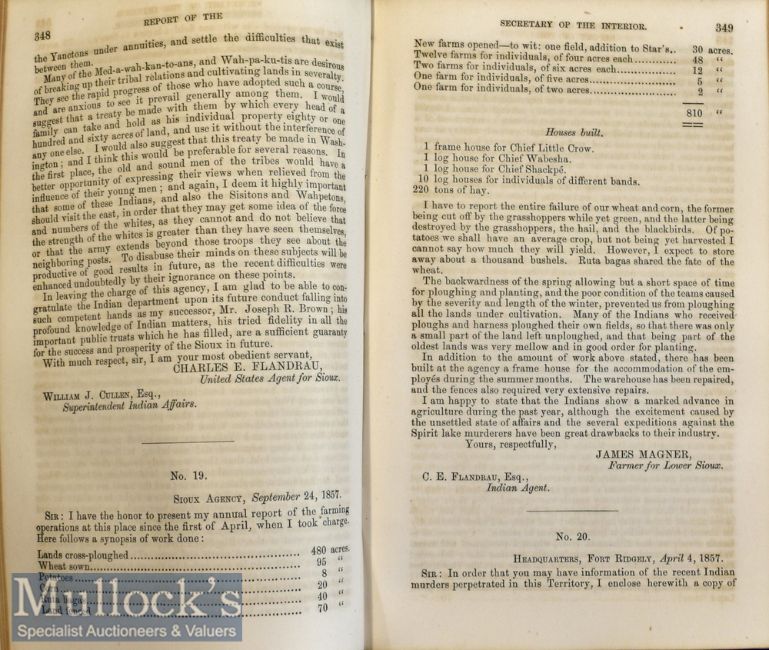 348
REPORT OF THE
the Yanctons under annuities, and settle the difficulties that exist
between them.
Many of the Med-a-wah-kan-to-ans, and Wah-pa-ku-tis are desirous
of breaking up their tribal relations and cultivating lands in severalty.
They see the rapid progress of those who have adopted such a course,
and are anxious to see it prevail generally among them. I would
suggest that a treaty be made with them by which every head of a
family can take and hold as his individual property eighty or one
hundred and sixty acres of land, and use it without the interference of
any one else. I would also suggest that this treaty be made in Wash-
ington; and I think this would be preferable for several reasons. In
the first place, the old and sound men of the tribes would have a
better opportunity of expressing their views when relieved from the
influence of their young men; and again, I deem it highly important
that some of these Indians, and also the Sisitons and Wahpetons,
should visit the east, in order that they may get some idea of the force
and numbers of the whites, as they cannot and do not believe that
the strength of the whites is greater than they have seen themselves,
or that the army extends beyond those troops they see about the
neighboring posts. To disabuse their minds on these subjects will be
productive of good results in future, as the recent difficulties were
enhanced undoubtedly by their ignorance on these points.
In leaving the charge of this agency, I am glad to be able to con-
gratulate the Indian department upon its future conduct falling into
such competent hands as my successor, Mr. Joseph R. Brown; his
profound knowledge of Indian matters, his tried fidelity in all the
important public trusts which he has filled, are a sufficient guaranty
for the success and prosperity of the Sioux in future.
With much respect, sir, I am your most obedient servant,
CHARLES E. FLANDRAU,
United States Agent for Sioux.
WILLIAM J. CULLEN, Esq.,
Superintendent Indian Affairs.
No. 19.
SIOUX AGENCY, September 24, 1857.
SIR: I have the honor to present my annual report of the farming
operations at this place since the first of April, when I took charge.
Here follows a synopsis of work done:
Lands cross-ploughed 480 acres.
Wheat sown 95 "
Potatoes 8 "
20 "
40 "
Land fenced 70 "
Mullock's
Specialist Auctioneers & Valuers
SECRETARY OF THE INTERIOR.
349
New farms opened—to wit: one field, addition to Star's.. 30 acres.
Twelve farms for individuals, of four acres each 48 "
Two farms for individuals, of six acres each 12 "
One farm for individuals, of five acres 5 "
One farm for individuals, of two acres 2 "
810 "
Houses built.
1 frame house for Chief Little Crow.
1 log house for Chief Wabesha.
1 log house for Chief Shackpé.
10 log houses for individuals of different bands.
220 tons of hay.
I have to report the entire failure of our wheat and corn, the former
being cut off by the grasshoppers while yet green, and the latter being
destroyed by the grasshoppers, the hail, and the blackbirds. Of po-
tatoes we shall have an average crop, but not being yet harvested I
cannot say how much they will yield. However, I expect to store
away about a thousand bushels. Ruta bagas shared the fate of the
wheat.
The backwardness of the spring allowing but a short space of time
for ploughing and planting, and the poor condition of the teams caused
by the severity and length of the winter, prevented us from ploughing
all the lands under cultivation. Many of the Indians who received
ploughs and harness ploughed their own fields, so that there was only
a small part of the land left unploughed, and that being part of the
oldest lands was very mellow and in good order for planting.
In addition to the amount of work above stated, there has been
built at the agency a frame house for the accommodation of the em-
ployés during the summer months. The warehouse has been repaired,
and the fences also required very extensive repairs.
I am happy to state that the Indians show a marked advance in
agriculture during the past year, although the excitement caused by
the unsettled state of affairs and the several expeditions against the
Spirit lake murderers have been great drawbacks to their industry.
Yours, respectfully,
JAMES MAGNER,
Farmer for Lower Sioux.
C. E. FLANDRAU, Esq.,
Indian Agent.
No. 20.
HEADQUARTERS, FORT RIDGELY, April 4, 1857.
SIR: In order that you may have information of the recent Indian
murders perpetrated in this Territory, I enclose herewith a copy of